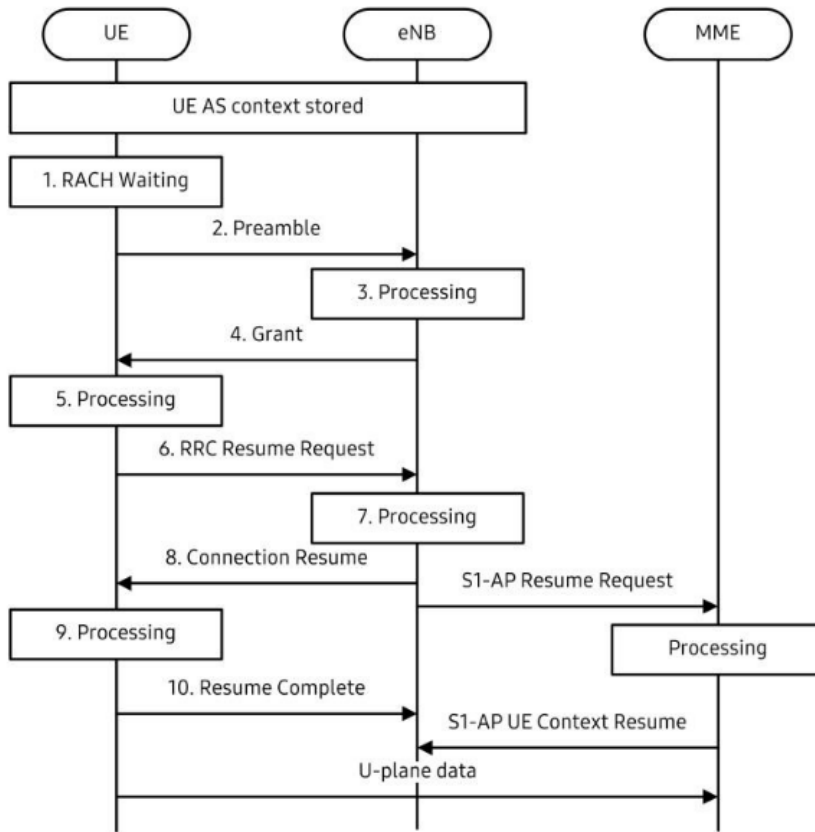 UE
eNB
MME
UE AS context stored
1. RACH Waiting
2. Preamble
3. Processing
4. Grant
5. Processing
6. RRC Resume Request
7. Processing
8. Connection Resume
S1-AP Resume Request
9. Processing
Processing
10. Resume Complete
S1-AP UE Context Resume
U-plane data